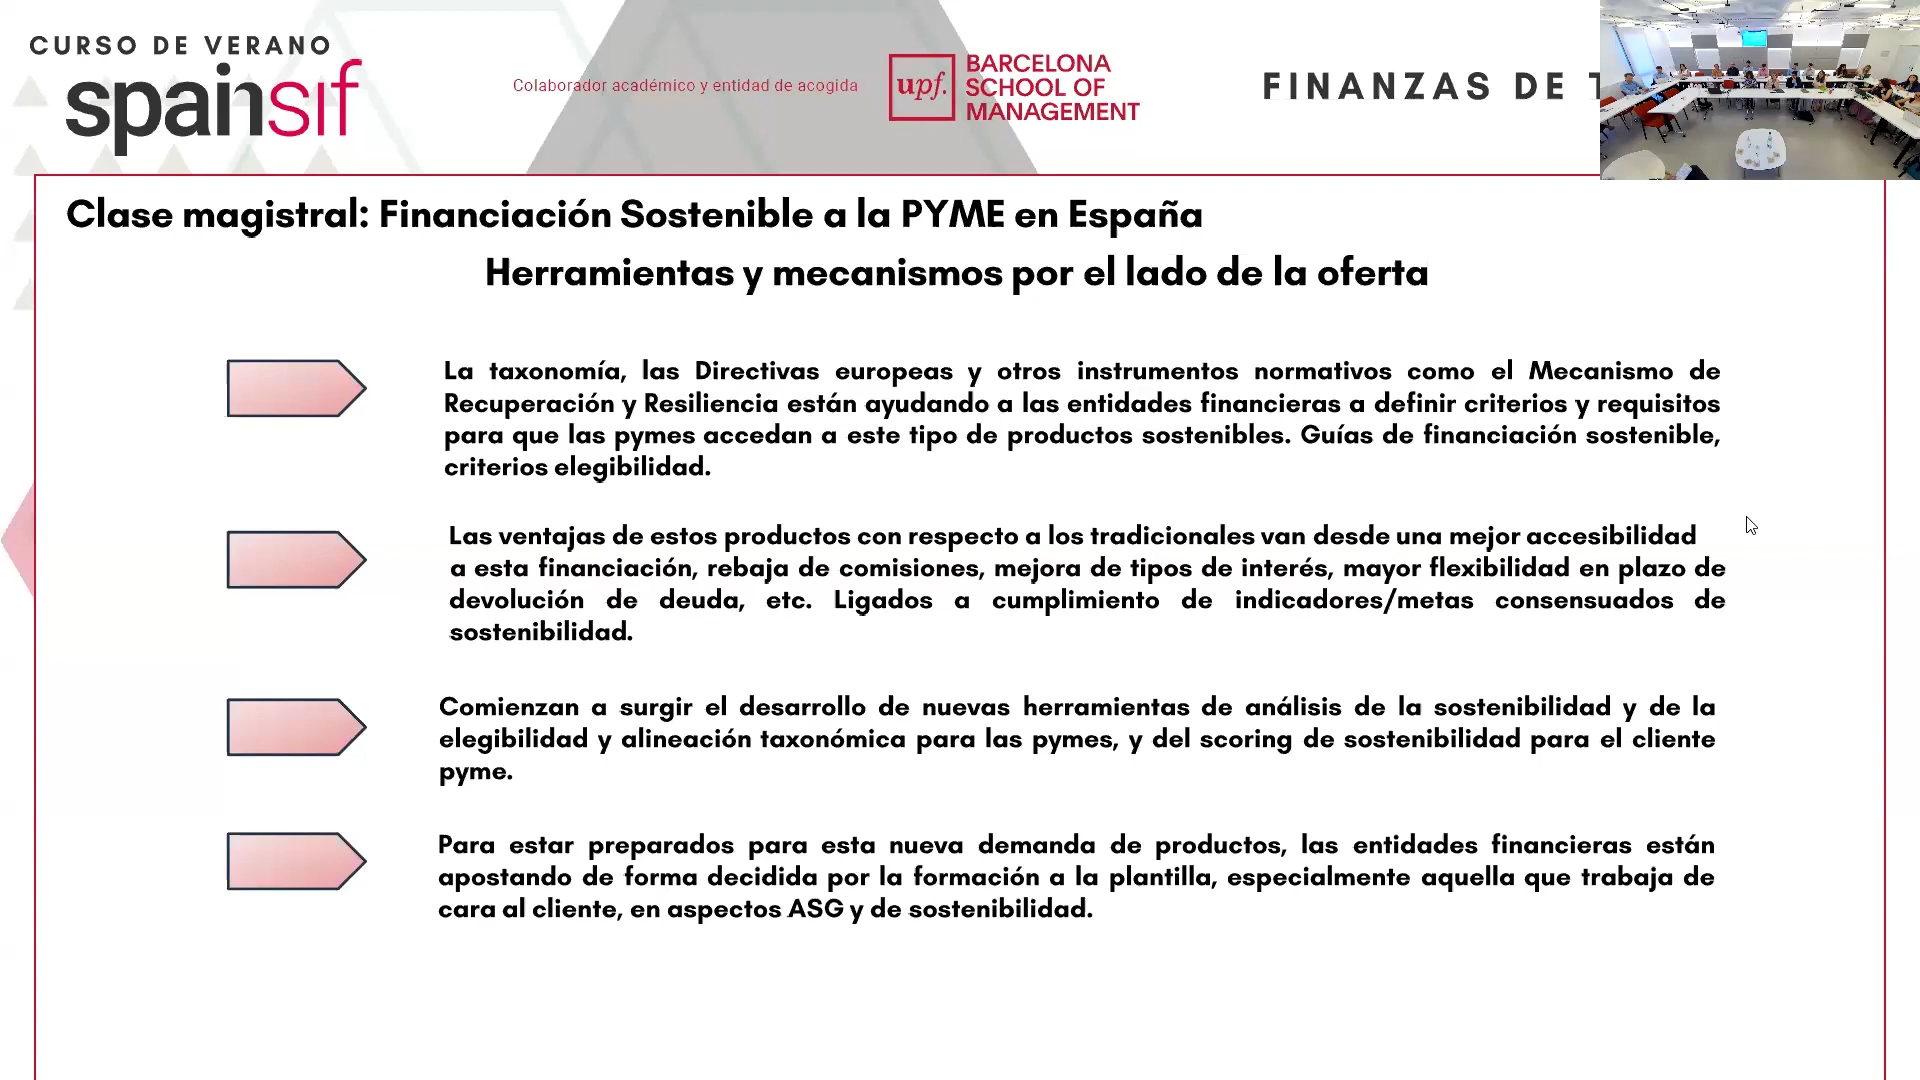 CURSO DE VERANO
spainsif
Colaborador académico y entidad de acogida
upf.
BARCELONA
SCHOOL OF
MANAGEMENT
FINANZAS DE
Clase magistral: Financiación Sostenible a la PYME en España
Herramientas y mecanismos por el lado de la oferta
La taxonomía, las Directivas europeas y otros instrumentos normativos como el Mecanismo de
Recuperación y Resiliencia están ayudando a las entidades financieras a definir criterios y requisitos
para que las pymes accedan a este tipo de productos sostenibles. Guías de financiación sostenible,
criterios elegibilidad.
Las ventajas de estos productos con respecto a los tradicionales van desde una mejor accesibilidad
a esta financiación, rebaja de comisiones, mejora de tipos de interés, mayor flexibilidad en plazo de
devolución de deuda, etc. Ligados a cumplimiento de indicadores/metas consensuados de
sostenibilidad.
Comienzan a surgir el desarrollo de nuevas herramientas de análisis de la sostenibilidad y de la
elegibilidad y alineación taxonómica para las pymes, y del scoring de sostenibilidad para el cliente
pyme.
Para estar preparados para esta nueva demanda de productos, las entidades financieras están
apostando de forma decidida por la formación a la plantilla, especialmente aquella que trabaja de
cara al cliente, en aspectos ASG y de sostenibilidad.